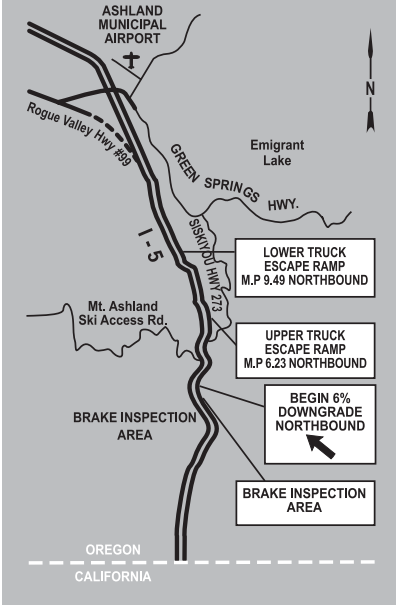 ASHLAND
MUNICIPAL
AIRPORT
N
Rogue Valley Hwy #99
GREEN SPRINGS HWY.
Emigrant
Lake
I - 5
SISKIYOU HWY 273
LOWER TRUCK
ESCAPE RAMP
M.P 9.49 NORTHBOUND
Mt. Ashland
Ski Access Rd.
UPPER TRUCK
ESCAPE RAMP
M.P 6.23 NORTHBOUND
BEGIN 6%
DOWNGRADE
NORTHBOUND
BRAKE INSPECTION
AREA
BRAKE INSPECTION
AREA
OREGON
CALIFORNIA